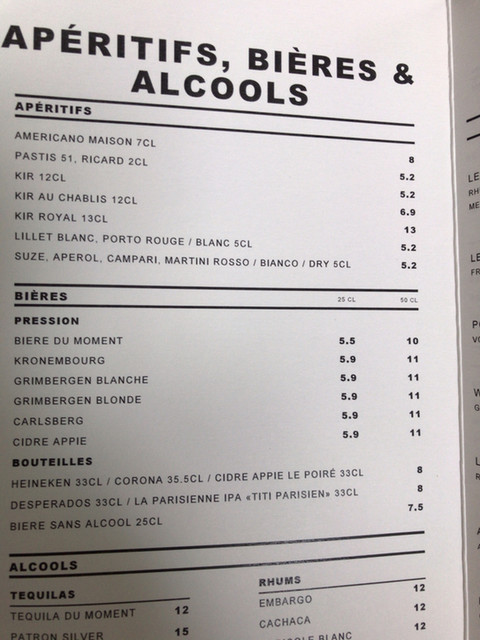 APÉRITIFS, BIÈRES &
ALCOOLS
APÉRITIFS
AMERICANO MAISON 7CL 8
PASTIS 51, RICARD 2CL 5.2
KIR 12CL 5.2
KIR AU CHABLIS 12CL 6.9
KIR ROYAL 13CL 13
LILLET BLANC, PORTO ROUGE / BLANC 5CL 5.2
SUZE, APEROL, CAMPARI, MARTINI ROSSO / BIANCO / DRY 5CL 5.2
BIÈRES 25 CL 50 CL
PRESSION
BIERE DU MOMENT 5.5 10
KRONEMBOURG 5.9 11
GRIMBERGEN BLANCHE 5.9 11
GRIMBERGEN BLONDE 5.9 11
CARLSBERG 5.9 11
CIDRE APPIE 5.9 11
BOUTEILLES
HEINEKEN 33CL / CORONA 35.5CL / CIDRE APPIE LE POIRÉ 33CL 8
DESPERADOS 33CL / LA PARISIENNE IPA «TITI PARISIEN» 33CL 8
BIERE SANS ALCOOL 25CL 7.5
ALCOOLS
TEQUILAS
TEQUILA DU MOMENT 12
PATRON SILVER 15
RHUMS
EMBARGO 12
CACHACA 12
BLANC 12